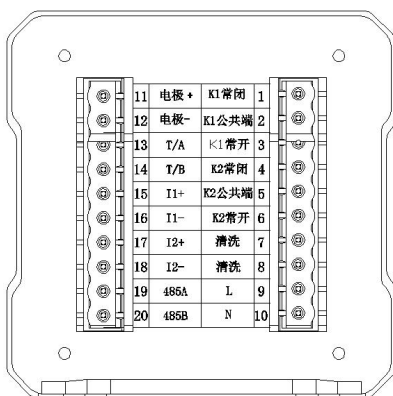 11 电极+ K1常闭 1
12 电极- K1公共端 2
13 T/A K1常开 3
14 T/B K2常闭 4
15 I1+ K2公共端 5
16 I1- K2常开 6
17 I2+ 清洗 7
18 I2- 清洗 8
19 485A L 9
20 485B N 10